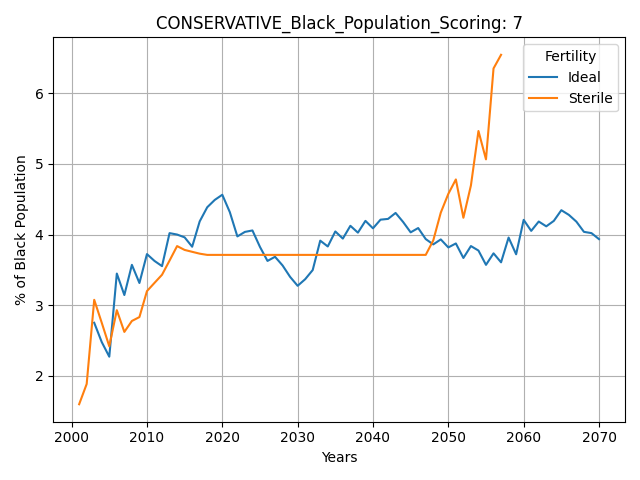 CONSERVATIVE_Black_Population_Scoring: 7
Fertility
Ideal
Sterile
% of Black Population
6
5
4
3
2
2000 2010 2020 2030 2040 2050 2060 2070
Years